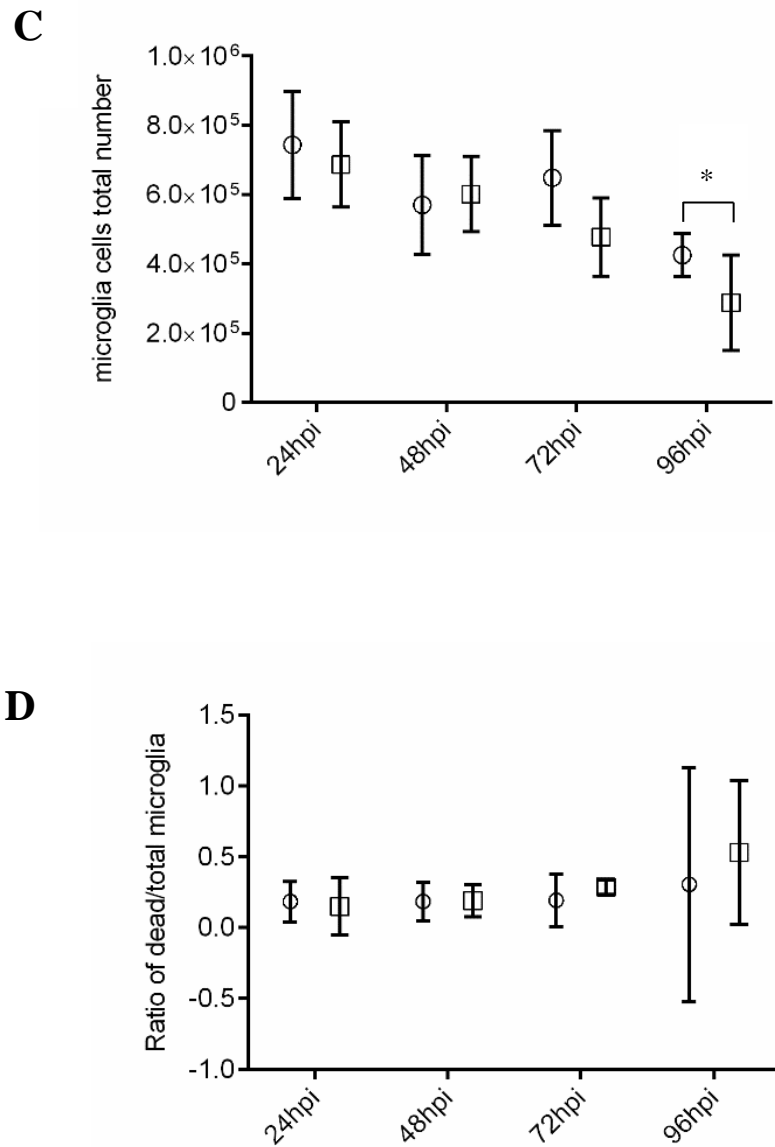 C
microglia cells total number
1.0× 10⁶
8.0× 10⁵
6.0× 10⁵
4.0× 10⁵
2.0× 10⁵
0
*
24hpi
48hpi
72hpi
96hpi
D
Ratio of dead/total microglia
1.5
1.0
0.5
0.0
-0.5
-1.0
24hpi
48hpi
72hpi
96hpi